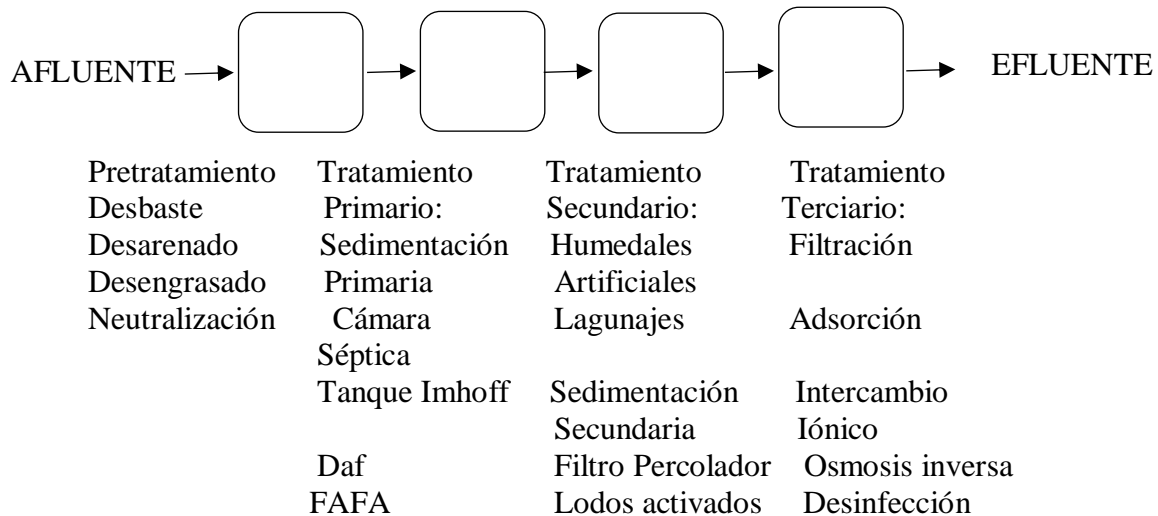 AFLUENTE
EFLUENTE
Pretratamiento
Desbaste
Desarenado
Desengrasado
Neutralización
Tratamiento
Primario:
Sedimentación
Primaria
Cámara
Séptica
Tanque Imhoff
Daf
FAFA
Tratamiento
Secundario:
Humedales
Artificiales
Lagunajes
Sedimentación
Secundaria
Filtro Percolador
Lodos activados
Tratamiento
Terciario:
Filtración
Adsorción
Intercambio
Iónico
Osmosis inversa
Desinfección